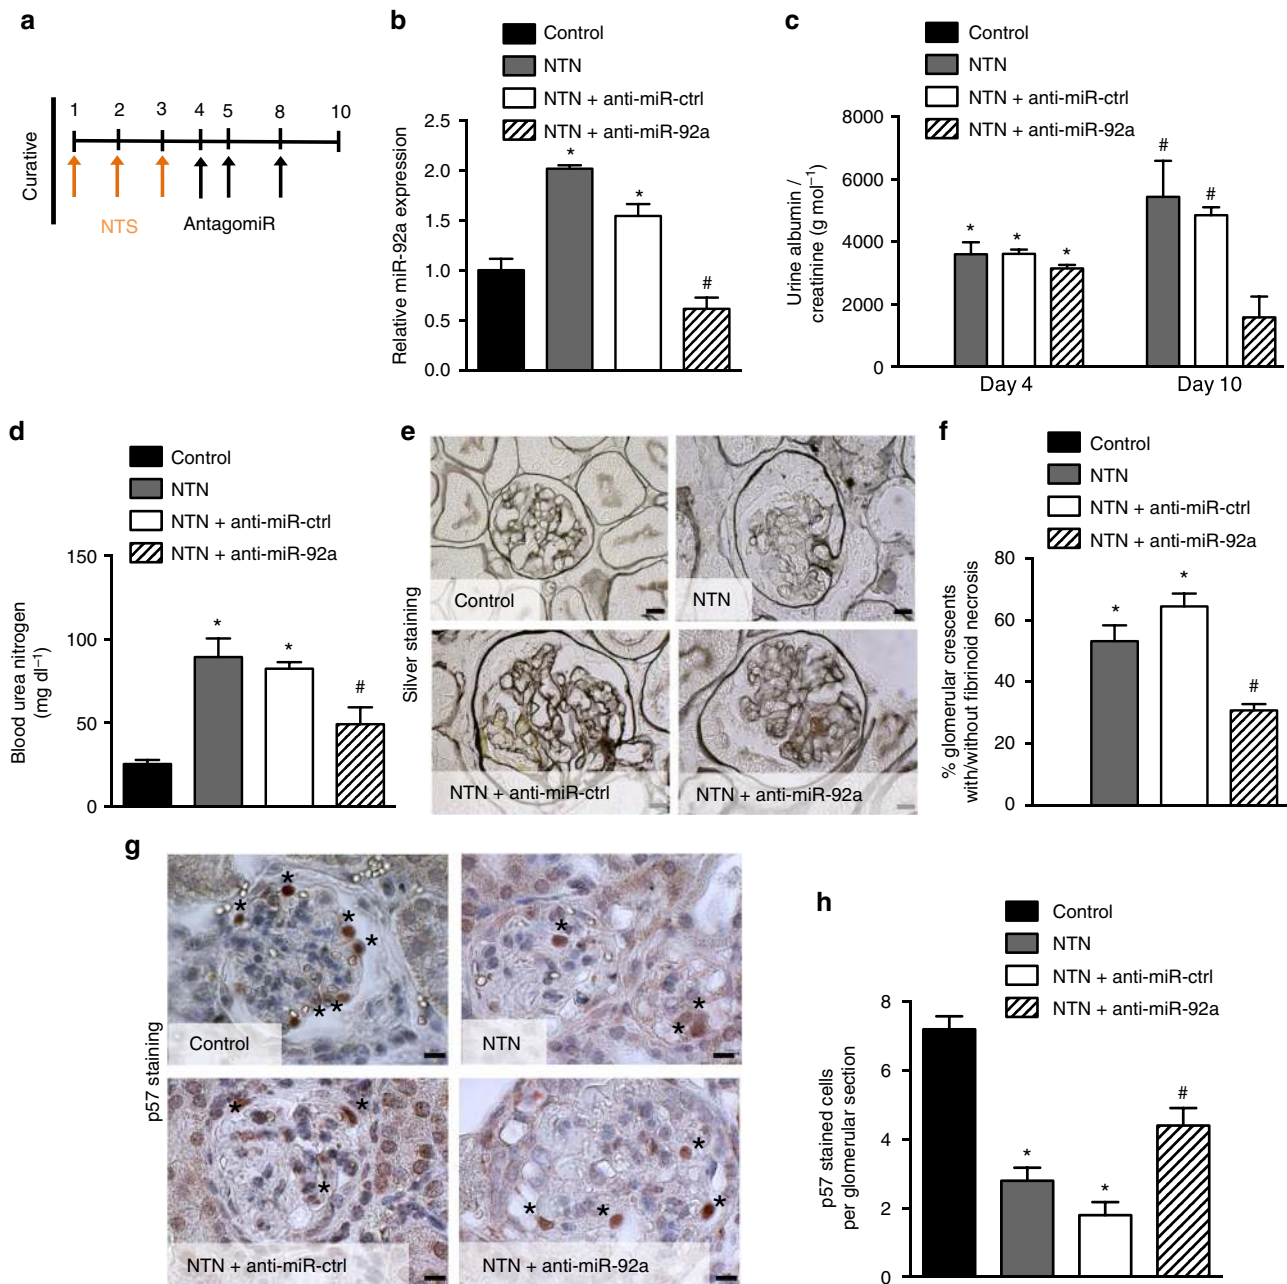 a
Curative
1 2 3 4 5 8 10
NTS
AntagomiR
b
Control
NTN
NTN + anti-miR-ctrl
NTN + anti-miR-92a
Relative miR-92a expression
2.5
2.0
1.5
1.0
0.5
0.0
*
*
#
c
Control
NTN
NTN + anti-miR-ctrl
NTN + anti-miR-92a
Urine albumin /
creatinine (g mol⁻¹)
8000
6000
4000
2000
0
* * *
# #
Day 4
Day 10
d
Control
NTN
NTN + anti-miR-ctrl
NTN + anti-miR-92a
Blood urea nitrogen
(mg dl⁻¹)
150
100
50
0
*
*
#
e
Silver staining
Control
NTN
NTN + anti-miR-ctrl
NTN + anti-miR-92a
f
Control
NTN
NTN + anti-miR-ctrl
NTN + anti-miR-92a
% glomerular crescents
with/without fibrinoid necrosis
80
60
40
20
0
*
*
#
g
p57 staining
* * * * * *
Control
* * *
NTN
* * *
NTN + anti-miR-ctrl
* * * *
NTN + anti-miR-92a
h
Control
NTN
NTN + anti-miR-ctrl
NTN + anti-miR-92a
p57 stained cells
per glomerular section
8
6
4
2
0
*
*
#